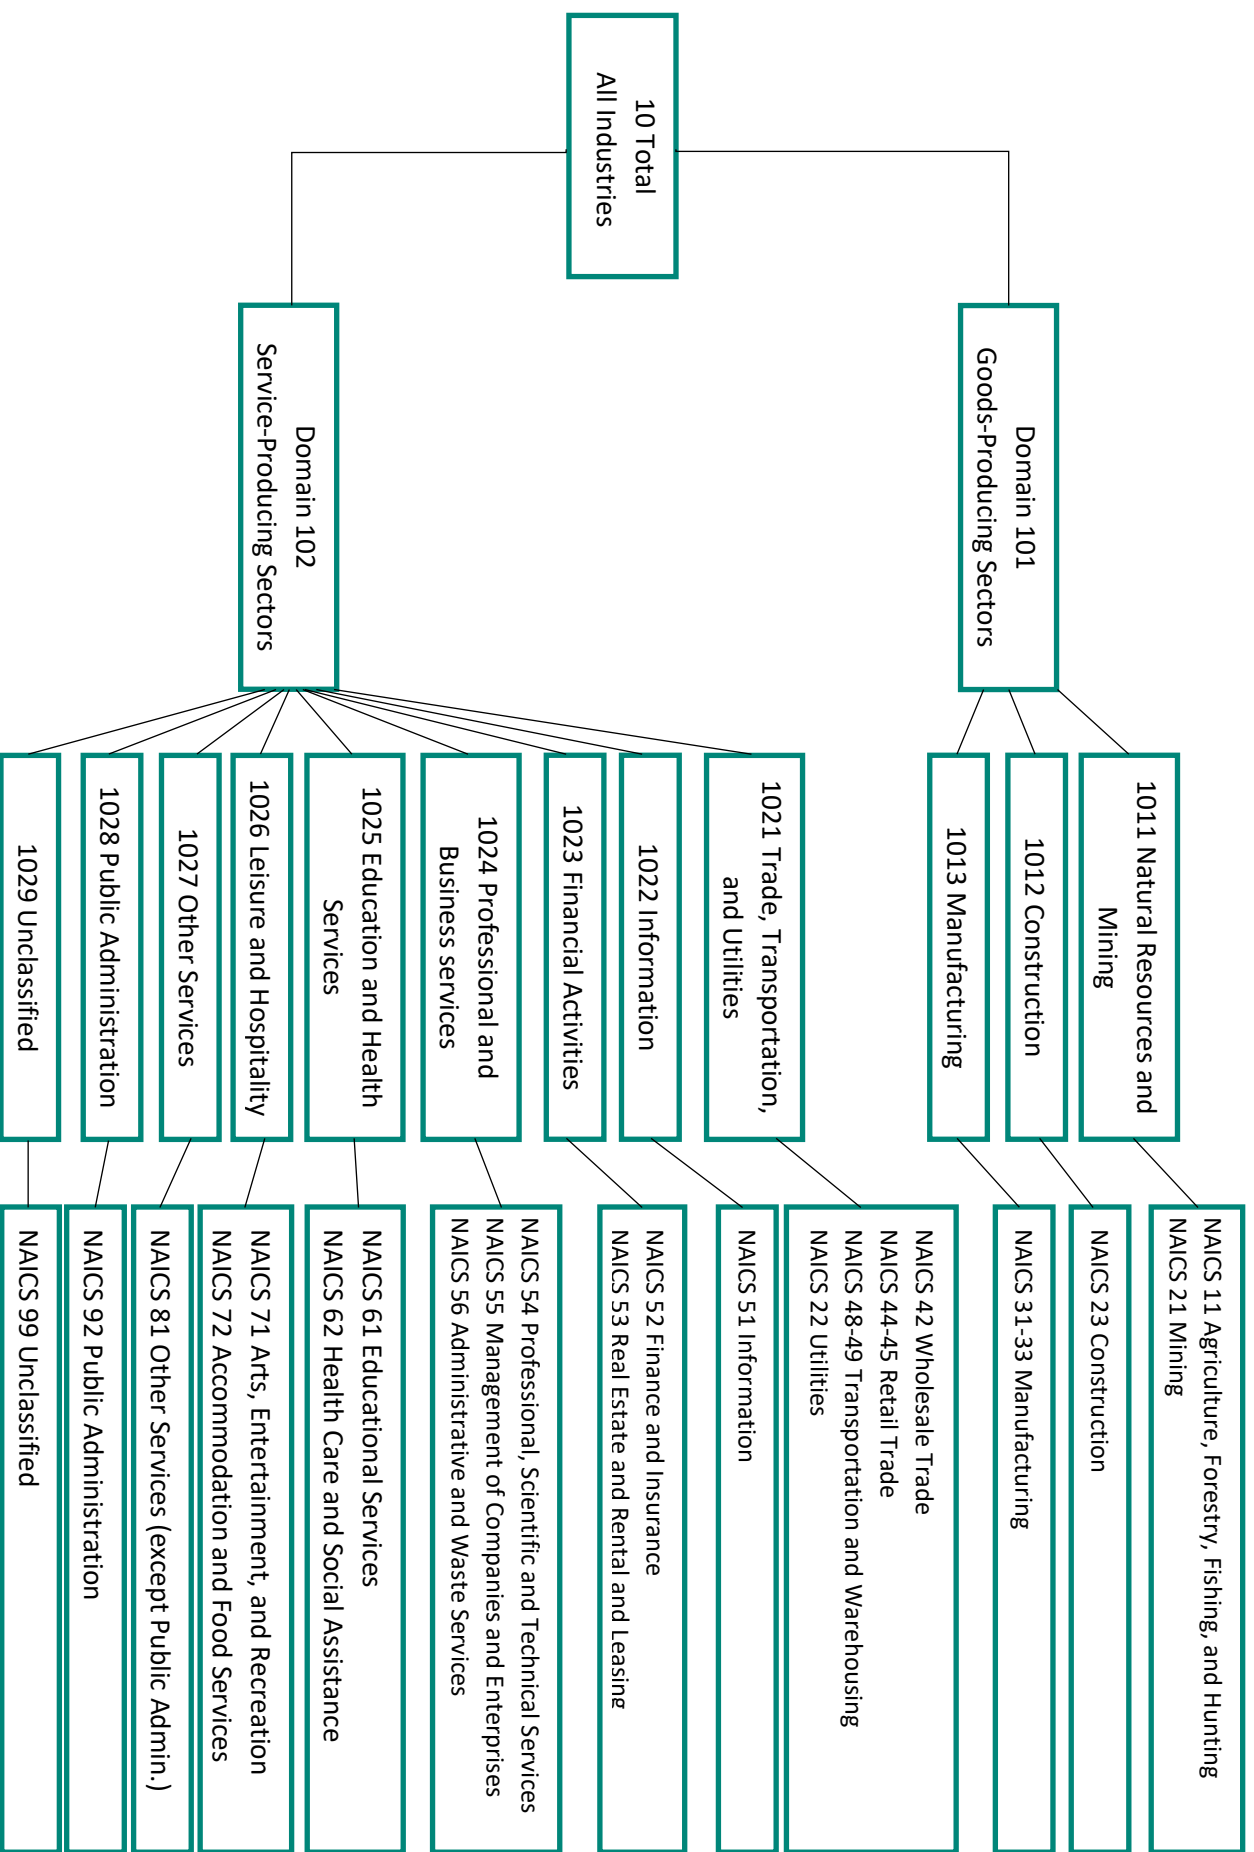 10 Total
All Industries
Domain 101
Goods-Producing Sectors
Domain 102
Service-Producing Sectors
1011 Natural Resources and
Mining
1012 Construction
1013 Manufacturing
1021 Trade, Transportation,
and Utilities
1022 Information
1023 Financial Activities
1024 Professional and
Business services
1025 Education and Health
Services
1026 Leisure and Hospitality
1027 Other Services
1028 Public Administration
1029 Unclassified
NAICS 11 Agriculture, Forestry, Fishing, and Hunting
NAICS 21 Mining
NAICS 23 Construction
NAICS 31-33 Manufacturing
NAICS 42 Wholesale Trade
NAICS 44-45 Retail Trade
NAICS 48-49 Transportation and Warehousing
NAICS 22 Utilities
NAICS 51 Information
NAICS 52 Finance and Insurance
NAICS 53 Real Estate and Rental and Leasing
NAICS 54 Professional, Scientific and Technical Services
NAICS 55 Management of Companies and Enterprises
NAICS 56 Administrative and Waste Services
NAICS 61 Educational Services
NAICS 62 Health Care and Social Assistance
NAICS 71 Arts, Entertainment, and Recreation
NAICS 72 Accommodation and Food Services
NAICS 81 Other Services (except Public Admin.)
NAICS 92 Public Administration
NAICS 99 Unclassified